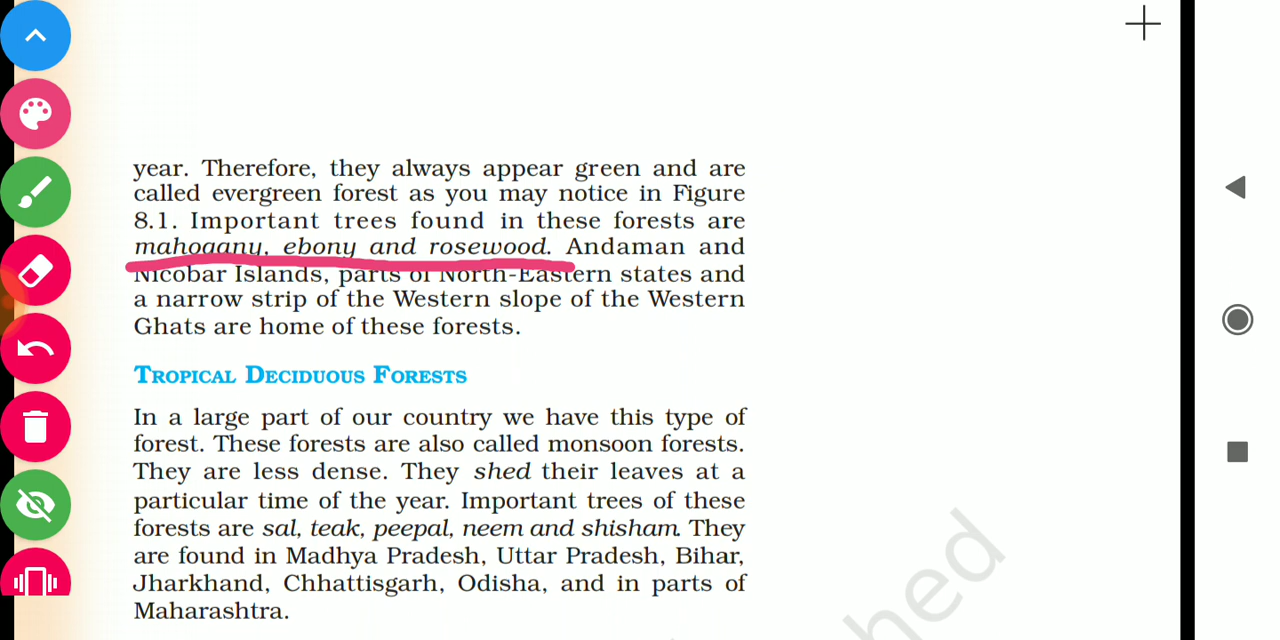 year. Therefore, they always appear green and are
called evergreen forest as you may notice in Figure
8.1. Important trees found in these forests are
mahogany, ebony and rosewood. Andaman and
Nicobar Islands, parts of North-Eastern states and
a narrow strip of the Western slope of the Western
Ghats are home of these forests.
TROPICAL DECIDUOUS FORESTS
In a large part of our country we have this type of
forest. These forests are also called monsoon forests.
They are less dense. They shed their leaves at a
particular time of the year. Important trees of these
forests are sal, teak, peepal, neem and shisham. They
are found in Madhya Pradesh, Uttar Pradesh, Bihar,
Jharkhand, Chhattisgarh, Odisha, and in parts of
Maharashtra.
hed